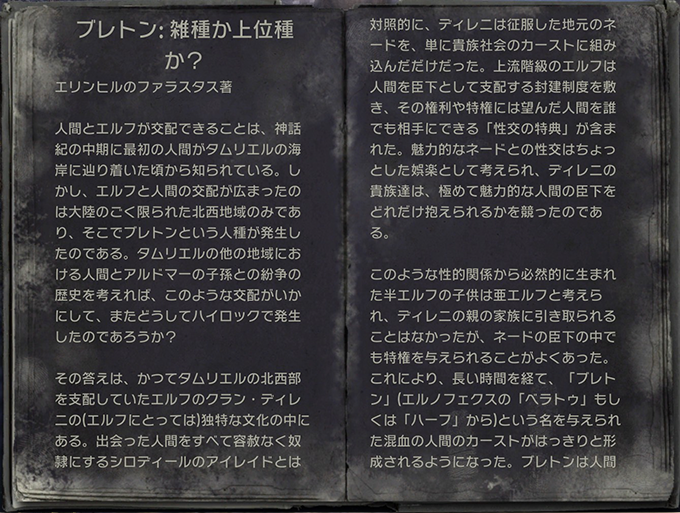 ブレトン: 雑種か上位種
か?
エリンヒルのファラスタス著
人間とエルフが交配できることは、神話
紀の中期に最初の人間がタムリエルの海
岸に辿り着いた頃から知られている。し
かし、エルフと人間の交配が広まったの
は大陸のごく限られた北西地域のみであ
り、そこでブレトンという人種が発生し
たのである。タムリエルの他の地域にお
ける人間とアルドマーの子孫との紛争の
歴史を考えれば、このような交配がいか
にして、またどうしてハイロックで発生
したのであろうか?
その答えは、かつてタムリエルの北西部
を支配していたエルフのクラン・ディレ
ニの(エルフにとっては)独特な文化の中に
ある。出会った人間をすべて容赦なく奴
隷にするシロディールのアイレイドとは
対照的に、ディレニは征服した地元のネ
ードを、単に貴族社会のカーストに組み
込んだだけだった。上流階級のエルフは
人間を臣下として支配する封建制度を敷
き、その権利や特権には望んだ人間を誰
でも相手にできる「性交の特典」が含ま
れた。魅力的なネードとの性交はちょっ
とした娯楽として考えられ、ディレニの
貴族達は、極めて魅力的な人間の臣下を
どれだけ抱えられるかを競ったのであ
る。
このような性的関係から必然的に生まれ
た半エルフの子供は亜エルフと考えら
れ、ディレニの親の家族に引き取られる
ことはなかったが、ネードの臣下の中で
も特権を与えられることがよくあった。
これにより、長い時間を経て、「ブレト
ン」(エルノフェクスの「ベラトゥ」もし
くは「ハーフ」から)という名を与えられ
た混血の人間のカーストがはっきりと形
成されるようになった。ブレトンは人間